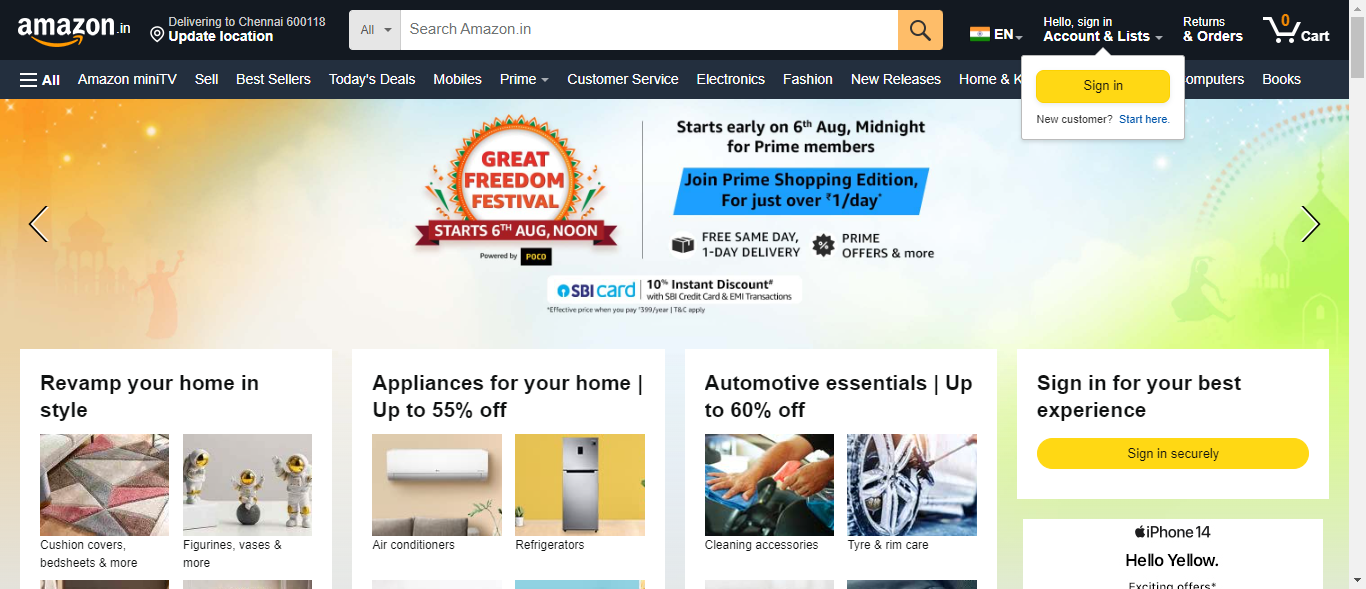 amazon.in
Delivering to Chennai 600118
Update location
All
Search Amazon.in
EN
Hello, sign in
Account & Lists
Returns
& Orders
0
Cart
All
Amazon miniTV
Sell
Best Sellers
Today's Deals
Mobiles
Prime
Customer Service
Electronics
Fashion
New Releases
Home & K
omputers
Books
Sign in
New customer? Start here.
GREAT
FREEDOM
FESTIVAL
STARTS 6TH AUG, NOON
Powered by POCO
Starts early on 6th Aug, Midnight
for Prime members
Join Prime Shopping Edition,
For just over ₹1/day*
FREE SAME DAY,
1-DAY DELIVERY
%
PRIME
OFFERS & more
SBI card
10% Instant Discount#
with SBI Credit Card & EMI Transactions
*Effective price when you pay ₹399/year | T&C apply
Revamp your home in
style
Cushion covers,
bedsheets & more
Figurines, vases &
more
Appliances for your home |
Up to 55% off
Air conditioners
Refrigerators
Automotive essentials | Up
to 60% off
Cleaning accessories
Tyre & rim care
Sign in for your best
experience
Sign in securely
iPhone 14
Hello Yellow.
Exciting offers*